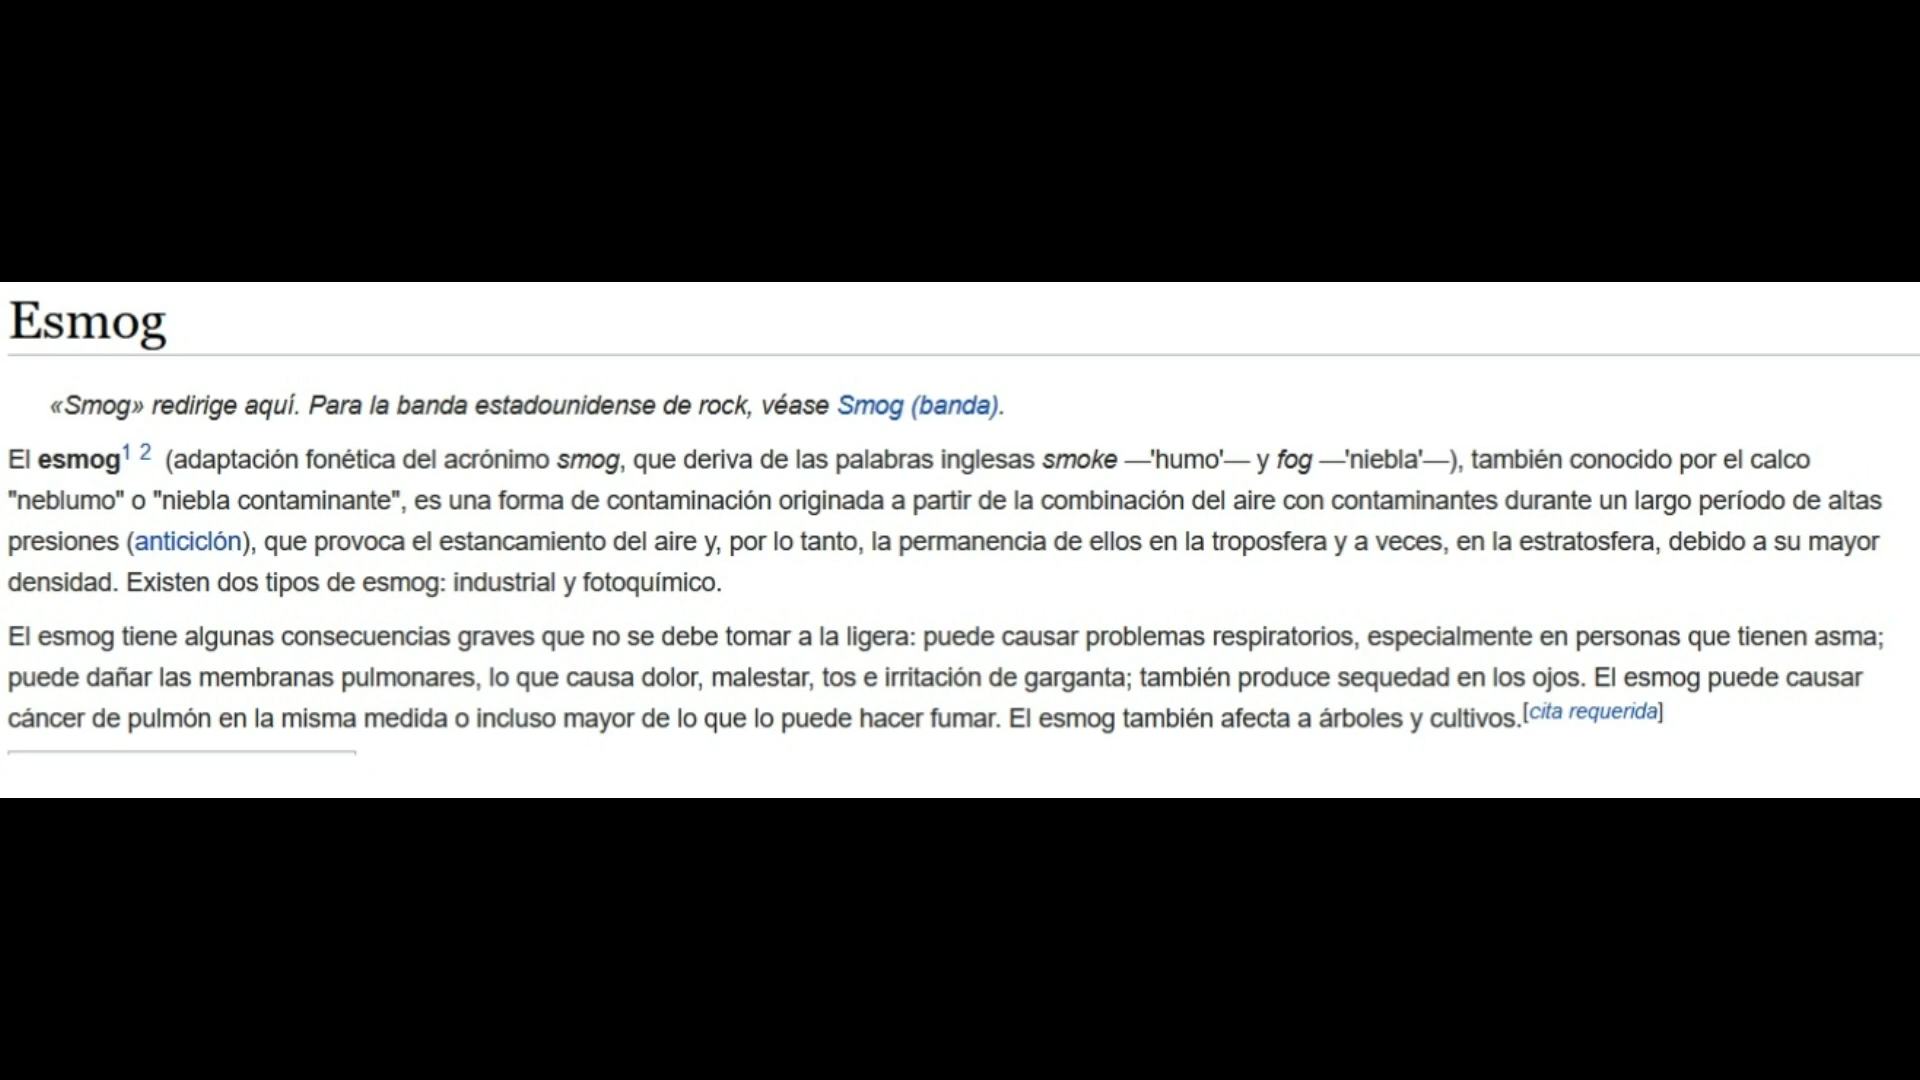 Esmog
«Smog» redirige aquí. Para la banda estadounidense de rock, véase Smog (banda).
El esmog1 2 (adaptación fonética del acrónimo smog, que deriva de las palabras inglesas smoke —'humo'— y fog —'niebla'—), también conocido por el calco
"neblumo" o "niebla contaminante", es una forma de contaminación originada a partir de la combinación del aire con contaminantes durante un largo período de altas
presiones (anticiclón), que provoca el estancamiento del aire y, por lo tanto, la permanencia de ellos en la troposfera y a veces, en la estratosfera, debido a su mayor
densidad. Existen dos tipos de esmog: industrial y fotoquímico.
El esmog tiene algunas consecuencias graves que no se debe tomar a la ligera: puede causar problemas respiratorios, especialmente en personas que tienen asma;
puede dañar las membranas pulmonares, lo que causa dolor, malestar, tos e irritación de garganta; también produce sequedad en los ojos. El esmog puede causar
cáncer de pulmón en la misma medida o incluso mayor de lo que lo puede hacer fumar. El esmog también afecta a árboles y cultivos.[cita requerida]